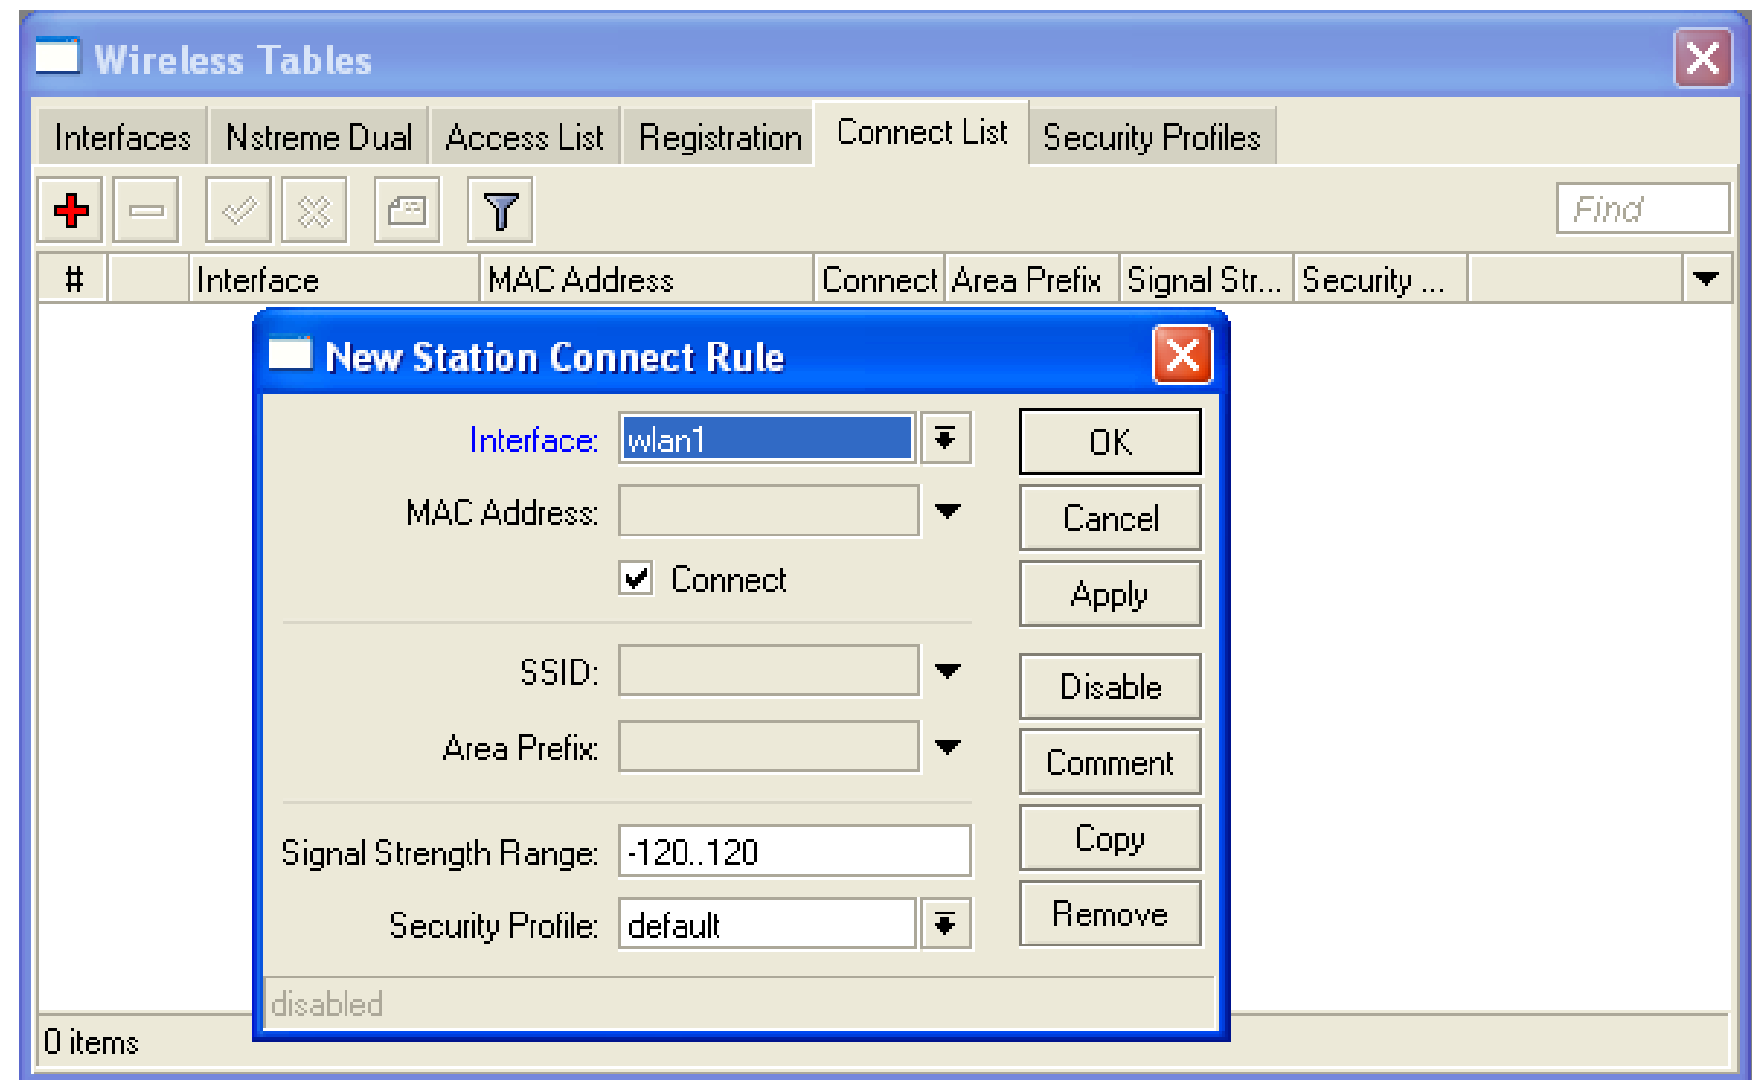 Wireless Tables
Interfaces Nstreme Dual Access List Registration Connect List Security Profiles
Find
# Interface MAC Address Connect Area Prefix Signal Str... Security ...
New Station Connect Rule
Interface: wlan1 OK
MAC Address: Cancel
Connect Apply
SSID: Disable
Area Prefix: Comment
Signal Strength Range: -120..120 Copy
Security Profile: default Remove
disabled
0 items